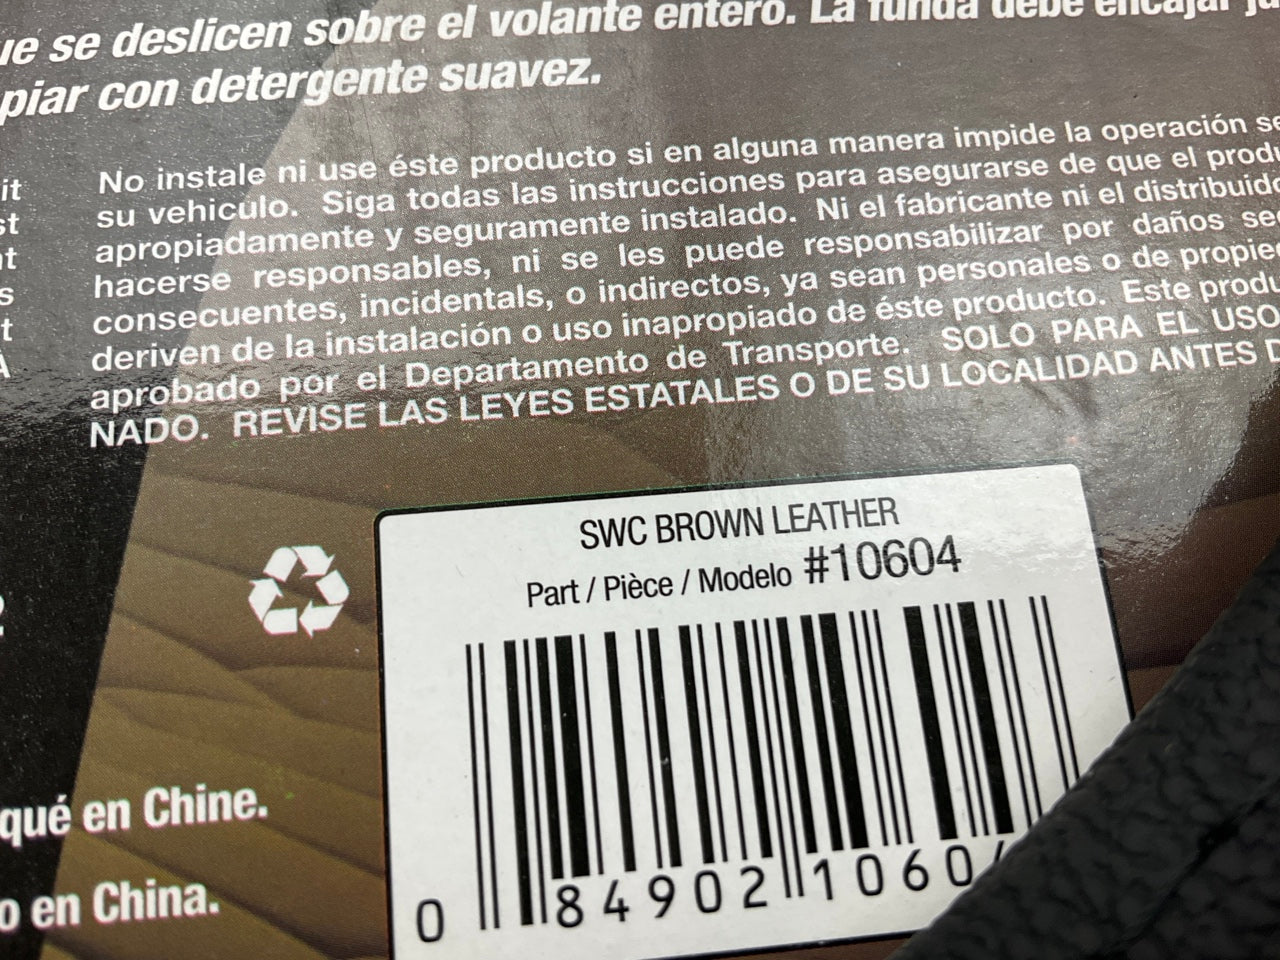 se deslicen sobre el volante entero. La funda debe encajar
con detergente suavez.
No instale ni use éste producto si en alguna manera impide la operación
su vehiculo. Siga todas las instrucciones para asegurarse de que el
apropiadamente y seguramente instalado. Ni el fabricante ni el
hacerse responsables, ni se les puede responsabilizar por daños
consecuentes, incidentals, o indirectos, ya sean personales o de
deriven de la instalación o uso inapropiado de éste producto. Este
aprobado por el Departamento de Transporte. SOLO PARA EL USO
NADO. REVISE LAS LEYES ESTATALES O DE SU LOCALIDAD ANTES
SWC BROWN LEATHER
Part / Pièce / Modelo #10604
en Chine.
en China.
0 84902 1060